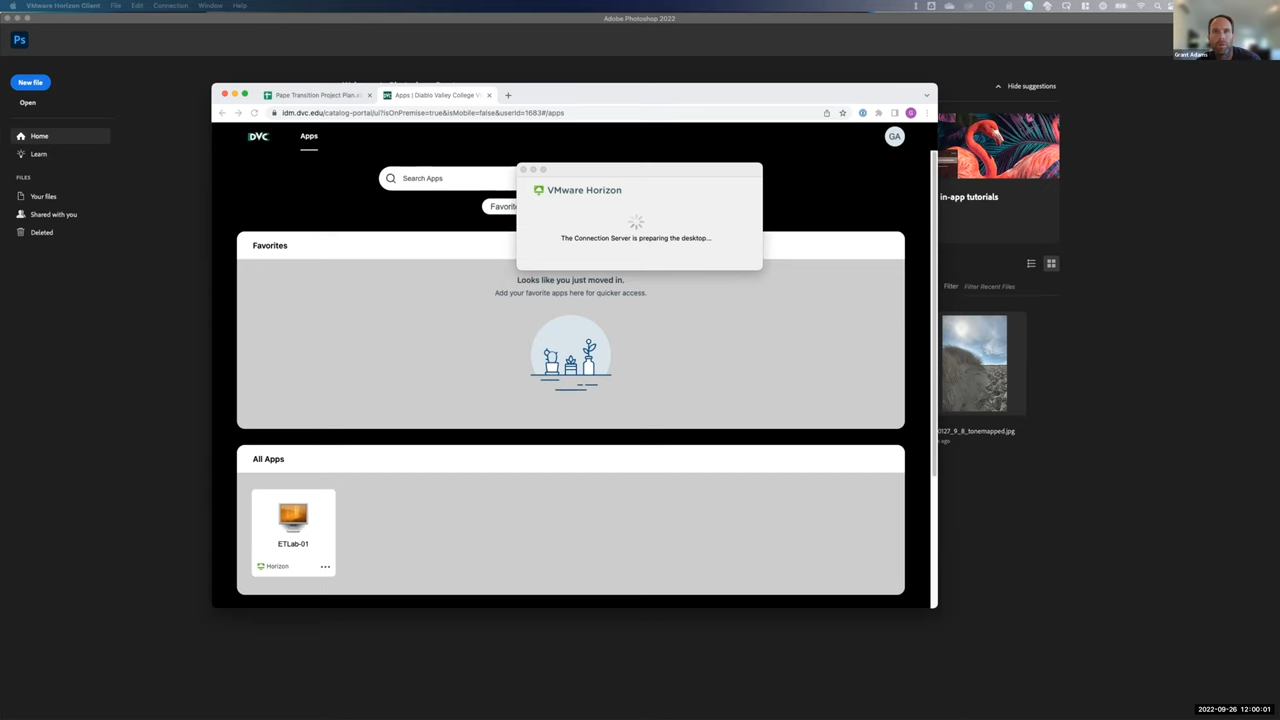 VMware Horizon Client File Edit Connection Window Help
Adobe Photoshop 2022
Ps
Grant Adams
New file
Open
Home
Learn
FILES
Your files
Shared with you
Deleted
Hide suggestions
in-app tutorials
Filter Filter Recent Files
0127_9_8_tonemapped.jpg
s ago
Pape Transition Project Plan.x
Apps | Diablo Valley College V
idm.dvc.edu/catalog-portal/ui?isOnPremise=true&isMobile=false&userId=1683#/apps
G
DVC
Apps
GA
Search Apps
Favorit
VMware Horizon
The Connection Server is preparing the desktop...
Favorites
Looks like you just moved in.
Add your favorite apps here for quicker access.
All Apps
ETLab-01
Horizon
2022-09-26 12:00:01